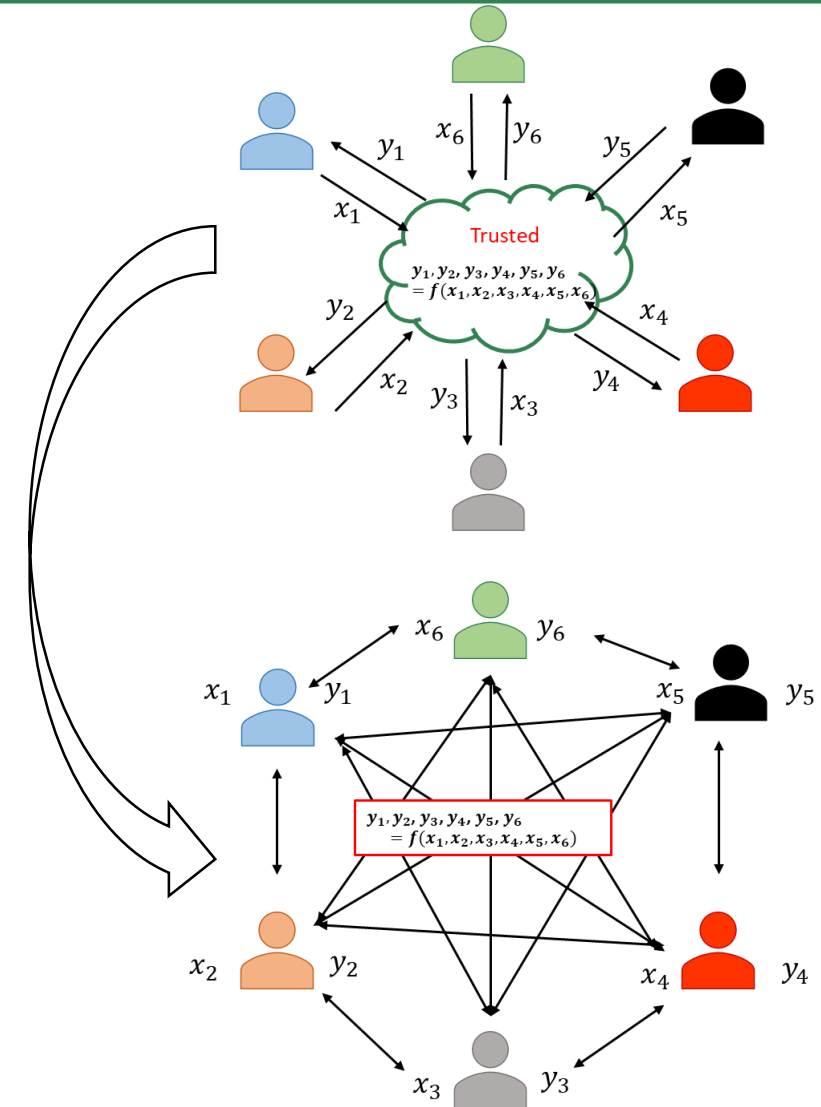 x₆
y₆
y₁
y₅
x₁
x₅
Trusted
y₁, y₂, y₃, y₄, y₅, y₆
= f(x₁, x₂, x₃, x₄, x₅, x₆)
y₂
x₄
x₂
y₄
y₃
x₃
x₆
y₆
x₁
y₁
x₅
y₅
y₁, y₂, y₃, y₄, y₅, y₆
= f(x₁, x₂, x₃, x₄, x₅, x₆)
x₂
y₂
x₄
y₄
x₃
y₃